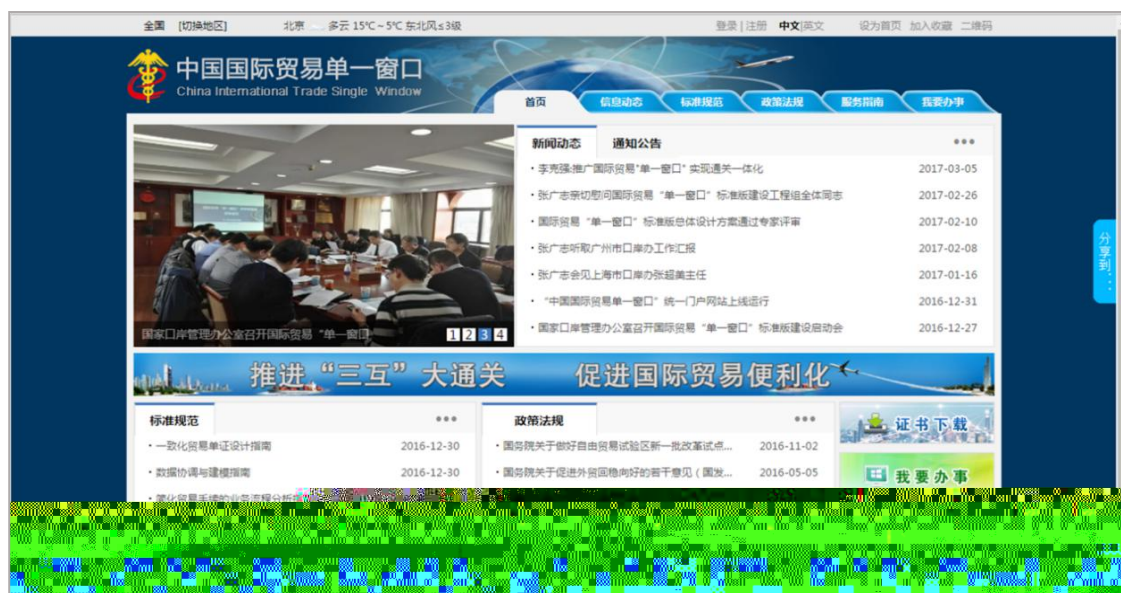 全国 [切换地区] 北京 多云 15℃~5℃ 东北风≤3级 登录 | 注册 中文|英文 设为首页 加入收藏 二维码
中国国际贸易单一窗口
China International Trade Single Window
首页 信息动态 标准规范 政策法规 服务指南 我要办事
新闻动态 通知公告
·李克强:推广国际贸易"单一窗口" 实现通关一体化 2017-03-05
·张广志亲切慰问国际贸易“单一窗口”标准版建设工程组全体同志 2017-02-26
·国际贸易“单一窗口”标准版总体设计方案通过专家评审 2017-02-10
·张广志听取广州市口岸办工作汇报 2017-02-08
·张广志会见上海市口岸办张超美主任 2017-01-16
·“中国国际贸易单一窗口”统一门户网站上线运行 2016-12-31
·国家口岸管理办公室召开国际贸易“单一窗口”标准版建设启动会 2016-12-27
国家口岸管理办公室召开国际贸易“单一窗口 1 2 3 4
分享到:...
推进“三互”大通关 促进国际贸易便利化
标准规范
·一致化贸易单证设计指南 2016-12-30
·数据协调与建模指南 2016-12-30
·简化贸易手续的业务流程分析
政策法规
·国务院关于做好自由贸易试验区新一批改革试点... 2016-11-02
·国务院关于促进外贸回稳向好的若干意见（国发... 2016-05-05
证书下载
我要办事